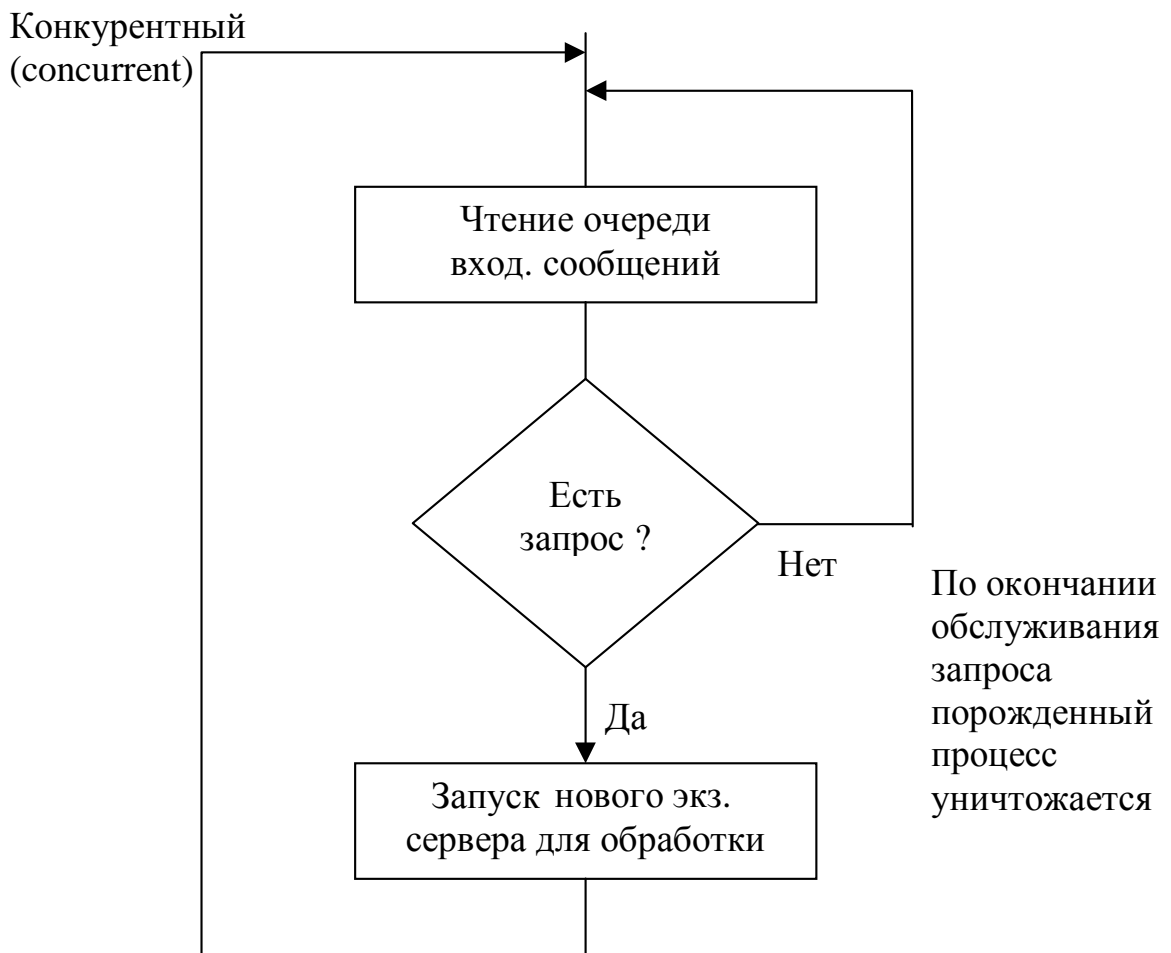 Конкурентный
(concurrent)
Чтение очереди
вход. сообщений
Есть
запрос ?
Нет
По окончании
обслуживания
запроса
порожденный
процесс
уничтожается
Да
Запуск нового экз.
сервера для обработки